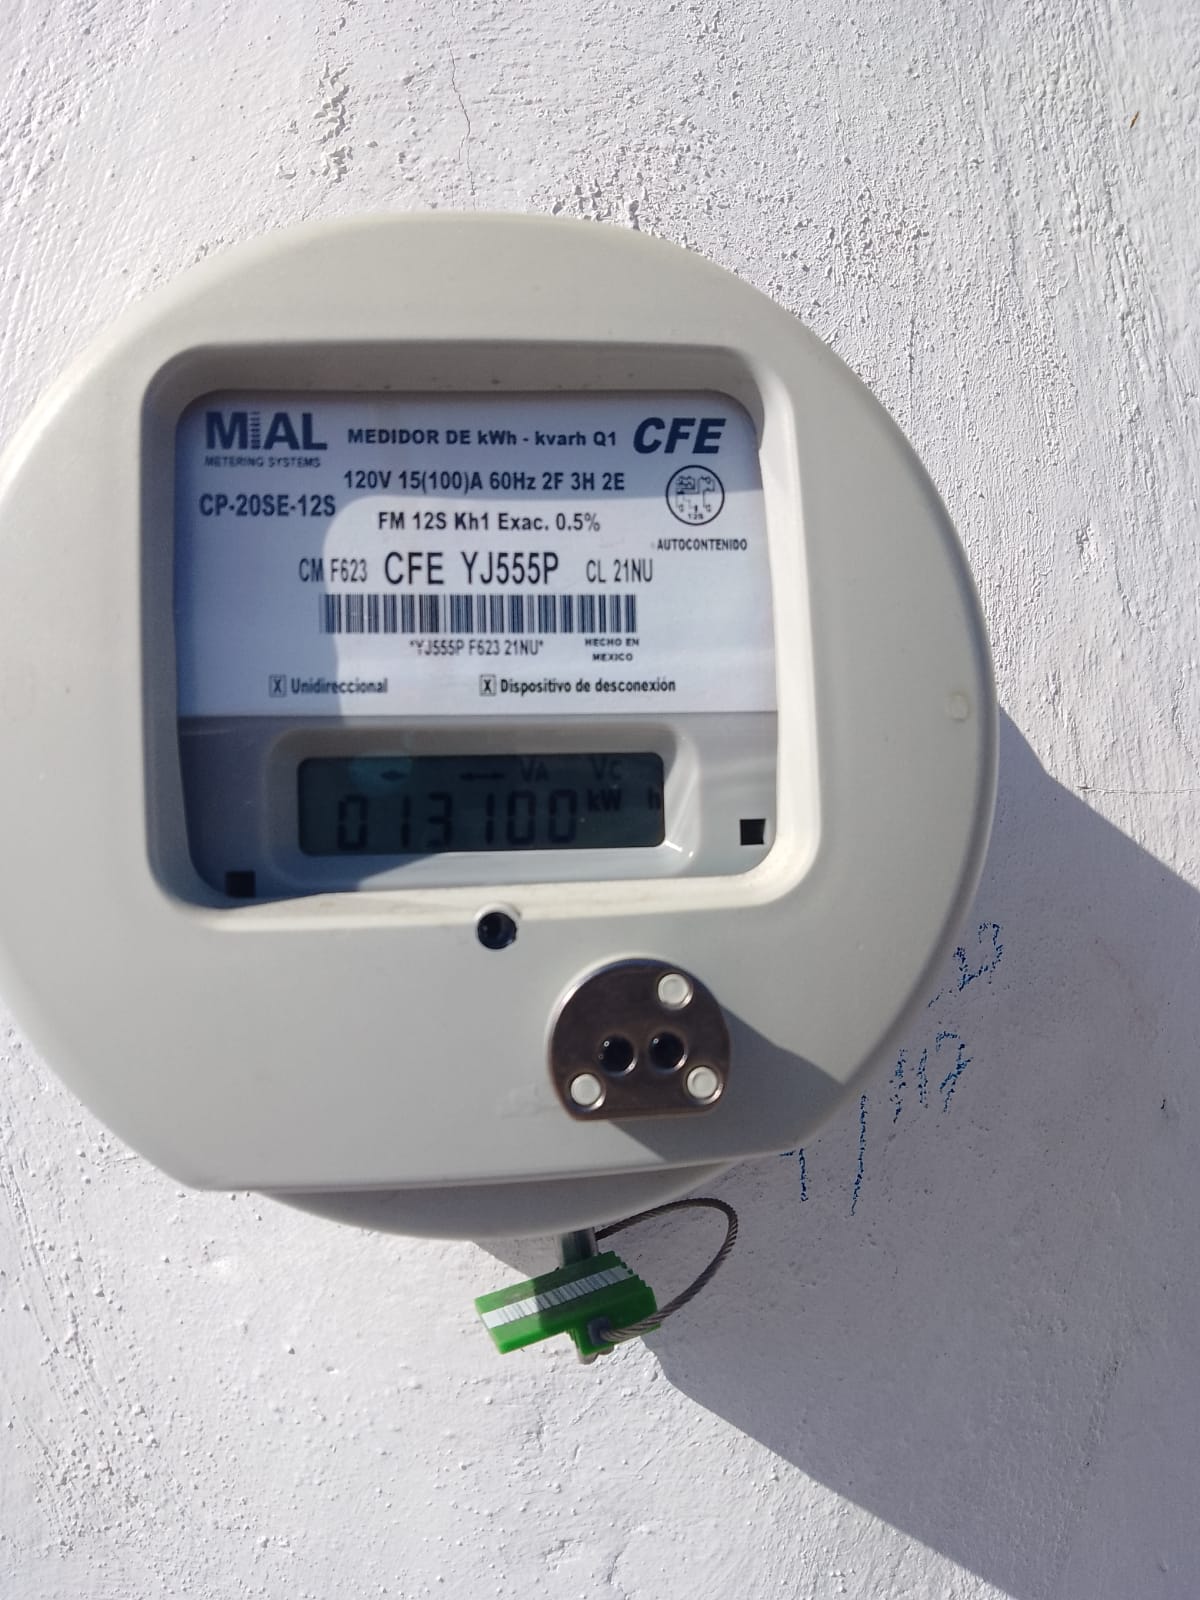 MIAL
METERING SYSTEMS
MEDIDOR DE kWh - kvarh Q1
CFE
120V 15(100)A 60Hz 2F 3H 2E
CP-20SE-12S
FM 12S Kh1 Exac. 0.5%
12S
AUTOCONTENIDO
CM F623 CFE YJ555P CL 21NU
*YJ555P F623 21NU*
HECHO EN
MEXICO
X Unidireccional
X Dispositivo de desconexión
VA VC
013100 kW h